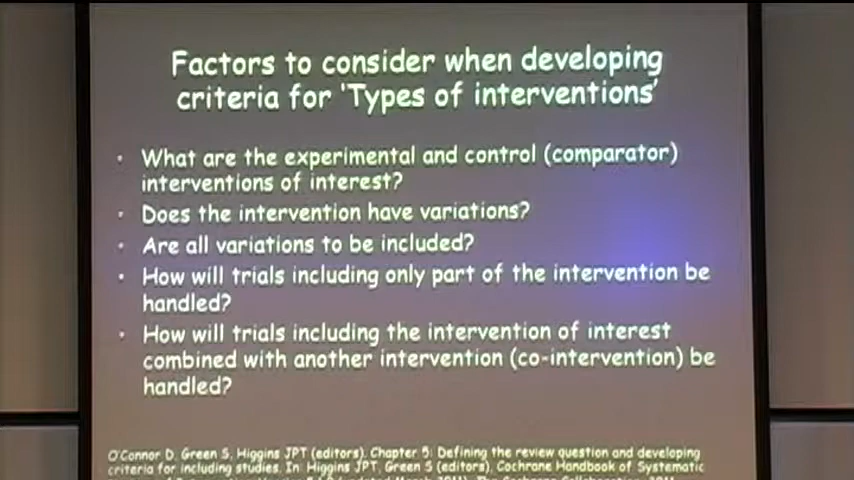 Factors to consider when developing
criteria for 'Types of interventions'
• What are the experimental and control (comparator)
interventions of interest?
• Does the intervention have variations?
• Are all variations to be included?
• How will trials including only part of the intervention be
handled?
• How will trials including the intervention of interest
combined with another intervention (co-intervention) be
handled?
O'Connor D, Green S, Higgins JPT (editors). Chapter 5: Defining the review question and developing
criteria for including studies. In: Higgins JPT, Green S (editors), Cochrane Handbook of Systematic